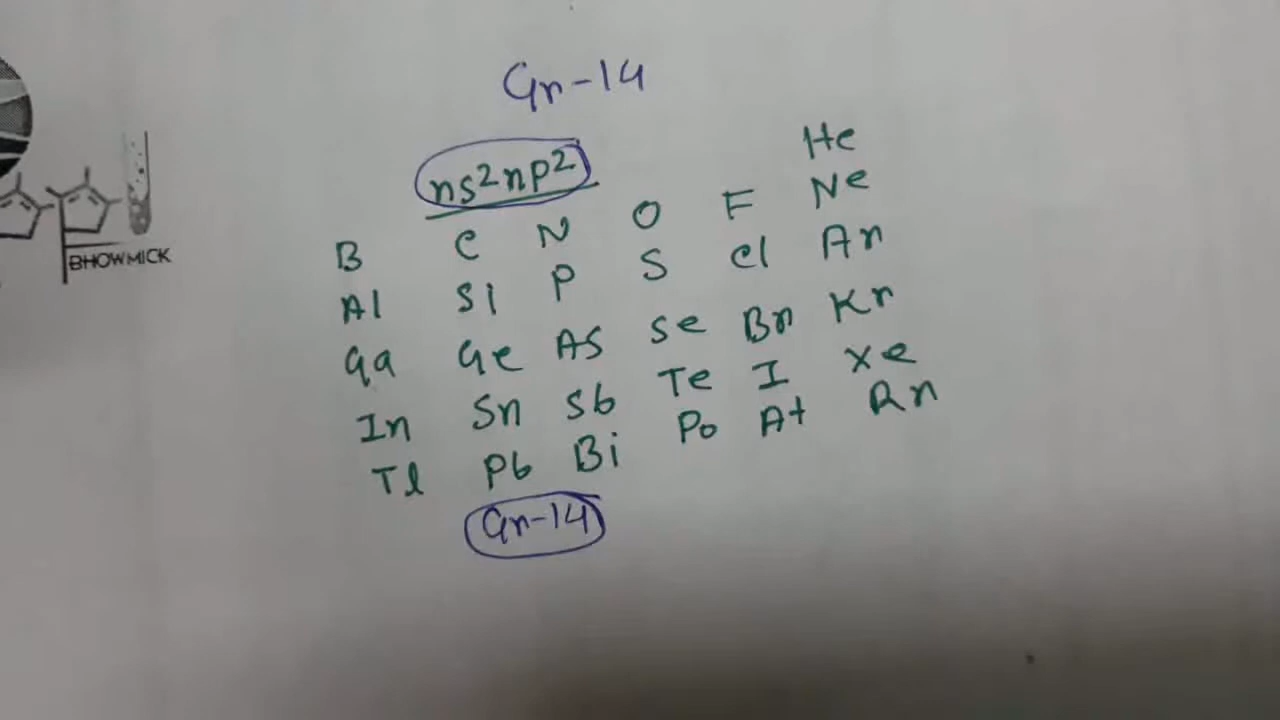 Gr-14
ns²np²
He
B C N O F Ne
Al Si P S Cl Ar
Ga Ge As Se Br Kr
In Sn Sb Te I Xe
Tl Pb Bi Po At Rn
Gr-14
BHOWMICK